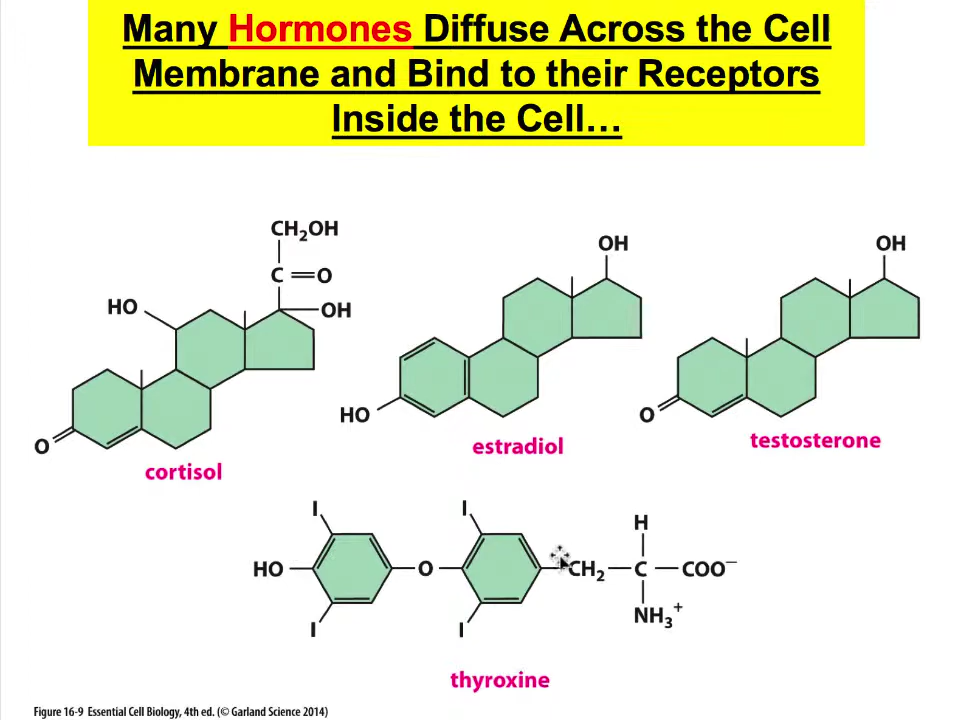 Many Hormones Diffuse Across the Cell
Membrane and Bind to their Receptors
Inside the Cell…
CH₂OH
C=O
HO
OH
O
cortisol
OH
HO
estradiol
OH
O
testosterone
I
I
H
HO
O
CH₂—C—COO⁻
I
I
NH₃⁺
thyroxine
Figure 16-9 Essential Cell Biology, 4th ed. (© Garland Science 2014)